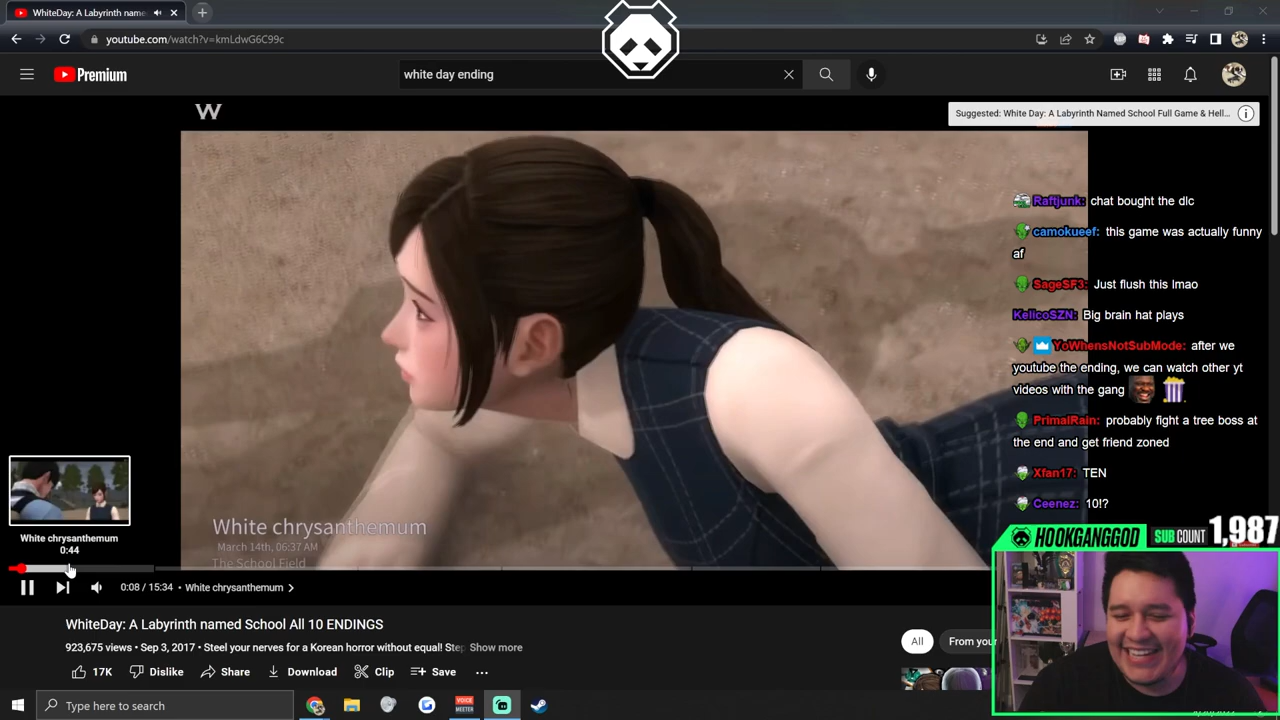 WhiteDay: A Labyrinth name
youtube.com/watch?v=kmLdwG6C99c
Premium
white day ending
W
Suggested: White Day: A Labyrinth Named School Full Game & Hell...
Raftjunk: chat bought the dlc
camokueef: this game was actually funny
af
SageSF3: Just flush this lmao
KelicoSZN: Big brain hat plays
YoWhensNotSubMode: after we
youtube the ending, we can watch other yt
videos with the gang
PrimalRain: probably fight a tree boss at
the end and get friend zoned
Xfan17: TEN
Ceenez: 10!?
White chrysanthemum
March 14th, 06:37 AM
The School Field
White chrysanthemum
0:44
0:08 / 15:34 • White chrysanthemum
HOOKGANGGOD SUB COUNT 1,987
WhiteDay: A Labyrinth named School All 10 ENDINGS
923,675 views • Sep 3, 2017 • Steel your nerves for a Korean horror without equal! Ste Show more
All From your
17K Dislike Share Download Clip Save
Type here to search
VOICE
MEETER